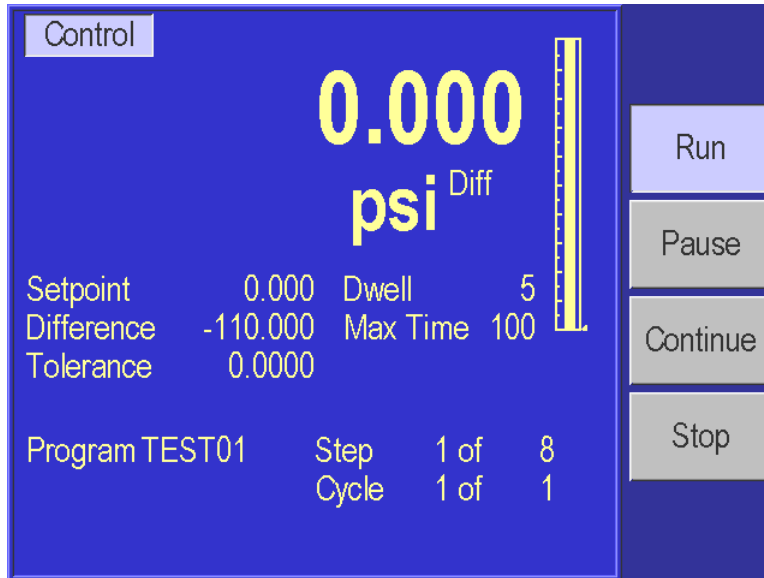 Control
0.000
psi Diff
Setpoint 0.000 Dwell 5
Difference -110.000 Max Time 100
Tolerance 0.0000
Program TEST01 Step 1 of 8
Cycle 1 of 1
Run
Pause
Continue
Stop